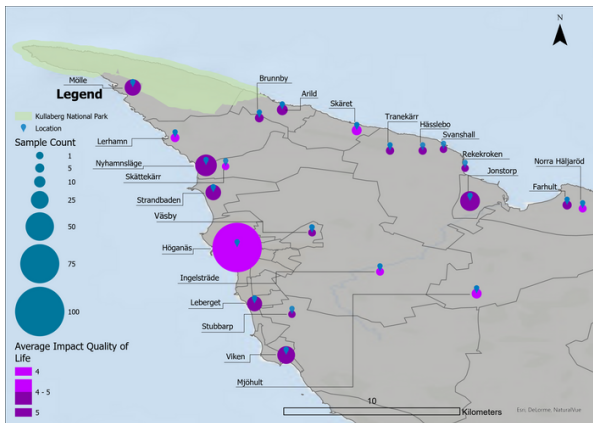 N
Mölle
Legend
Kullaberg National Park
Location
Sample Count
1
5
10
25
50
75
100
Average Impact Quality of
Life
4
4 - 5
5
Brunnby
Arild
Skäret
Tranekärr
Hässlebo
Svanshall
Rekekroken
Norra Häljaröd
Jonstorp
Farhult
Lerhamn
Nyhamnsläge
Skättekärr
Strandbaden
Väsby
Höganäs
Ingelsträde
Leberget
Stubbarp
Viken
Mjöhult
10
Kilometers
Esri, DeLorme, NaturalVue